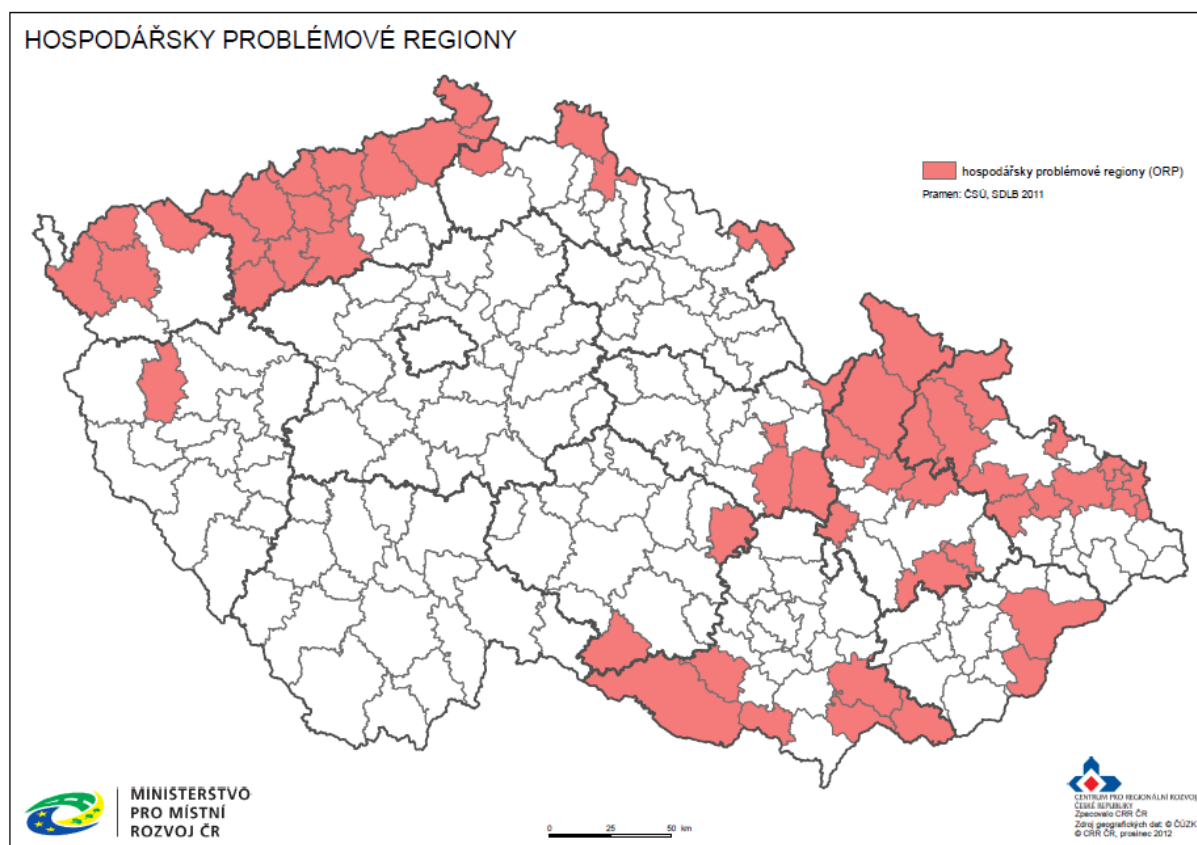 HOSPODÁŘSKY PROBLÉMOVÉ REGIONY
hospodářsky problémové regiony (ORP)
Pramen: ČSÚ, SDLB 2011
MINISTERSTVO
PRO MÍSTNÍ
ROZVOJ ČR
0 25 50 km
CENTRUM PRO REGIONÁLNÍ ROZVOJ
ČESKÉ REPUBLIKY
Zpracovalo CRR ČR
Zdroj geografických dat: © ČÚZK
© CRR ČR, prosinec 2012